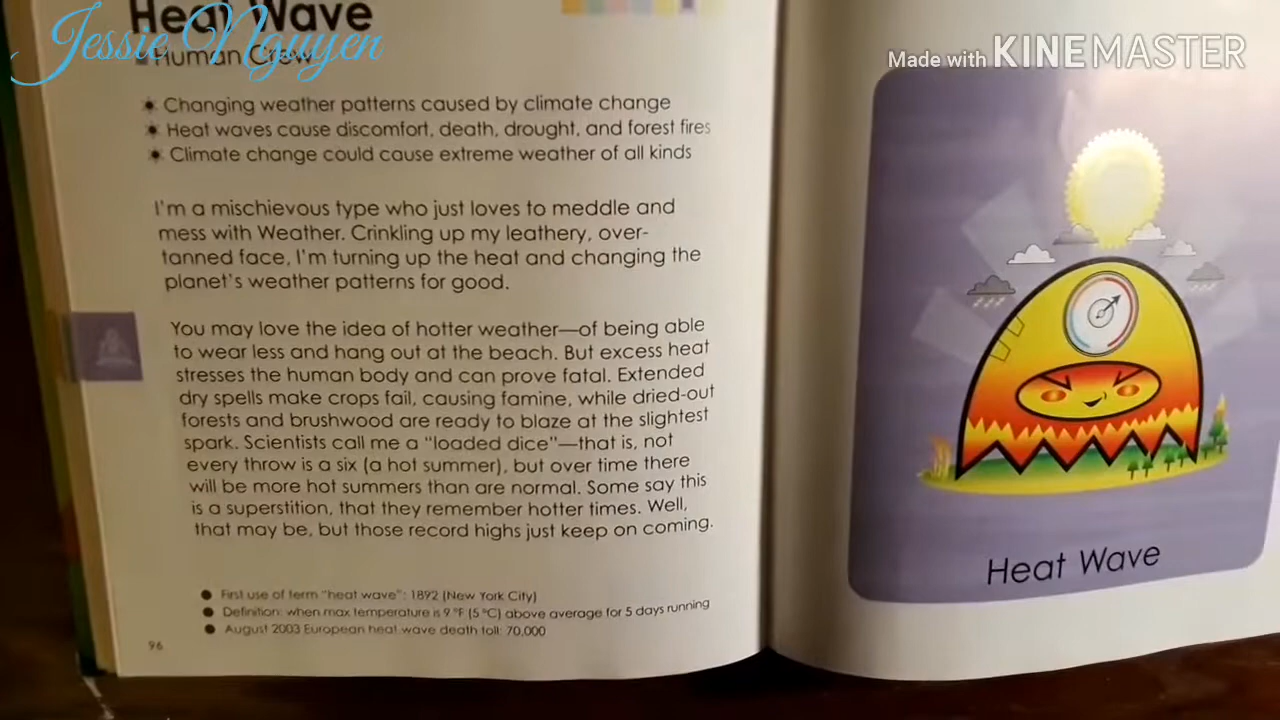 Heat Wave
Jessie Nguyen
Human Crew
Made with KINEMASTER
Changing weather patterns caused by climate change
Heat waves cause discomfort, death, drought, and forest fires
Climate change could cause extreme weather of all kinds
I'm a mischievous type who just loves to meddle and
mess with Weather. Crinkling up my leathery, over-
tanned face, I'm turning up the heat and changing the
planet's weather patterns for good.
You may love the idea of hotter weather—of being able
to wear less and hang out at the beach. But excess heat
stresses the human body and can prove fatal. Extended
dry spells make crops fail, causing famine, while dried-out
forests and brushwood are ready to blaze at the slightest
spark. Scientists call me a "loaded dice"—that is, not
every throw is a six (a hot summer), but over time there
will be more hot summers than are normal. Some say this
is a superstition, that they remember hotter times. Well,
that may be, but those record highs just keep on coming.
First use of term "heat wave": 1892 (New York City)
Definition: when max temperature is 9 °F (5 °C) above average for 5 days running
August 2003 European heat wave death toll: 70,000
96
Heat Wave